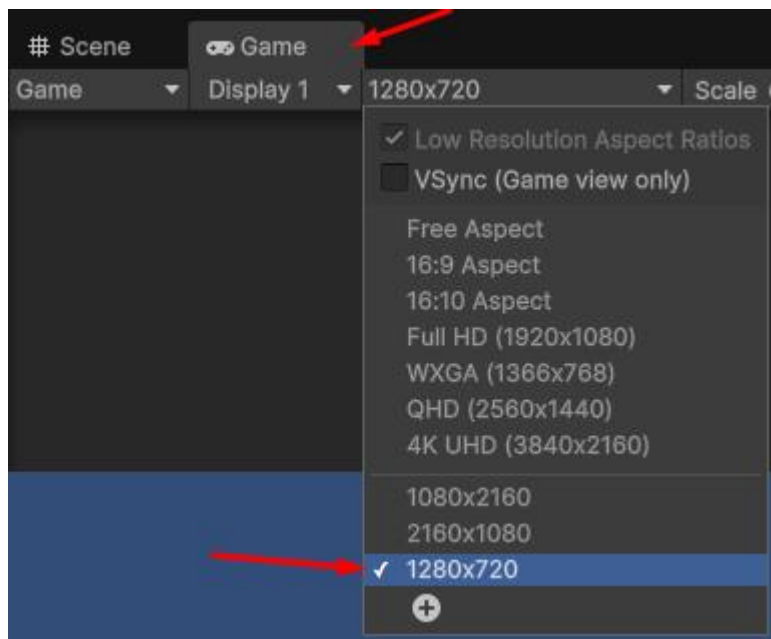 Scene Game
Game Display 1 1280x720 Scale
Low Resolution Aspect Ratios
VSync (Game view only)
Free Aspect
16:9 Aspect
16:10 Aspect
Full HD (1920x1080)
WXGA (1366x768)
QHD (2560x1440)
4K UHD (3840x2160)
1080x2160
2160x1080
1280x720